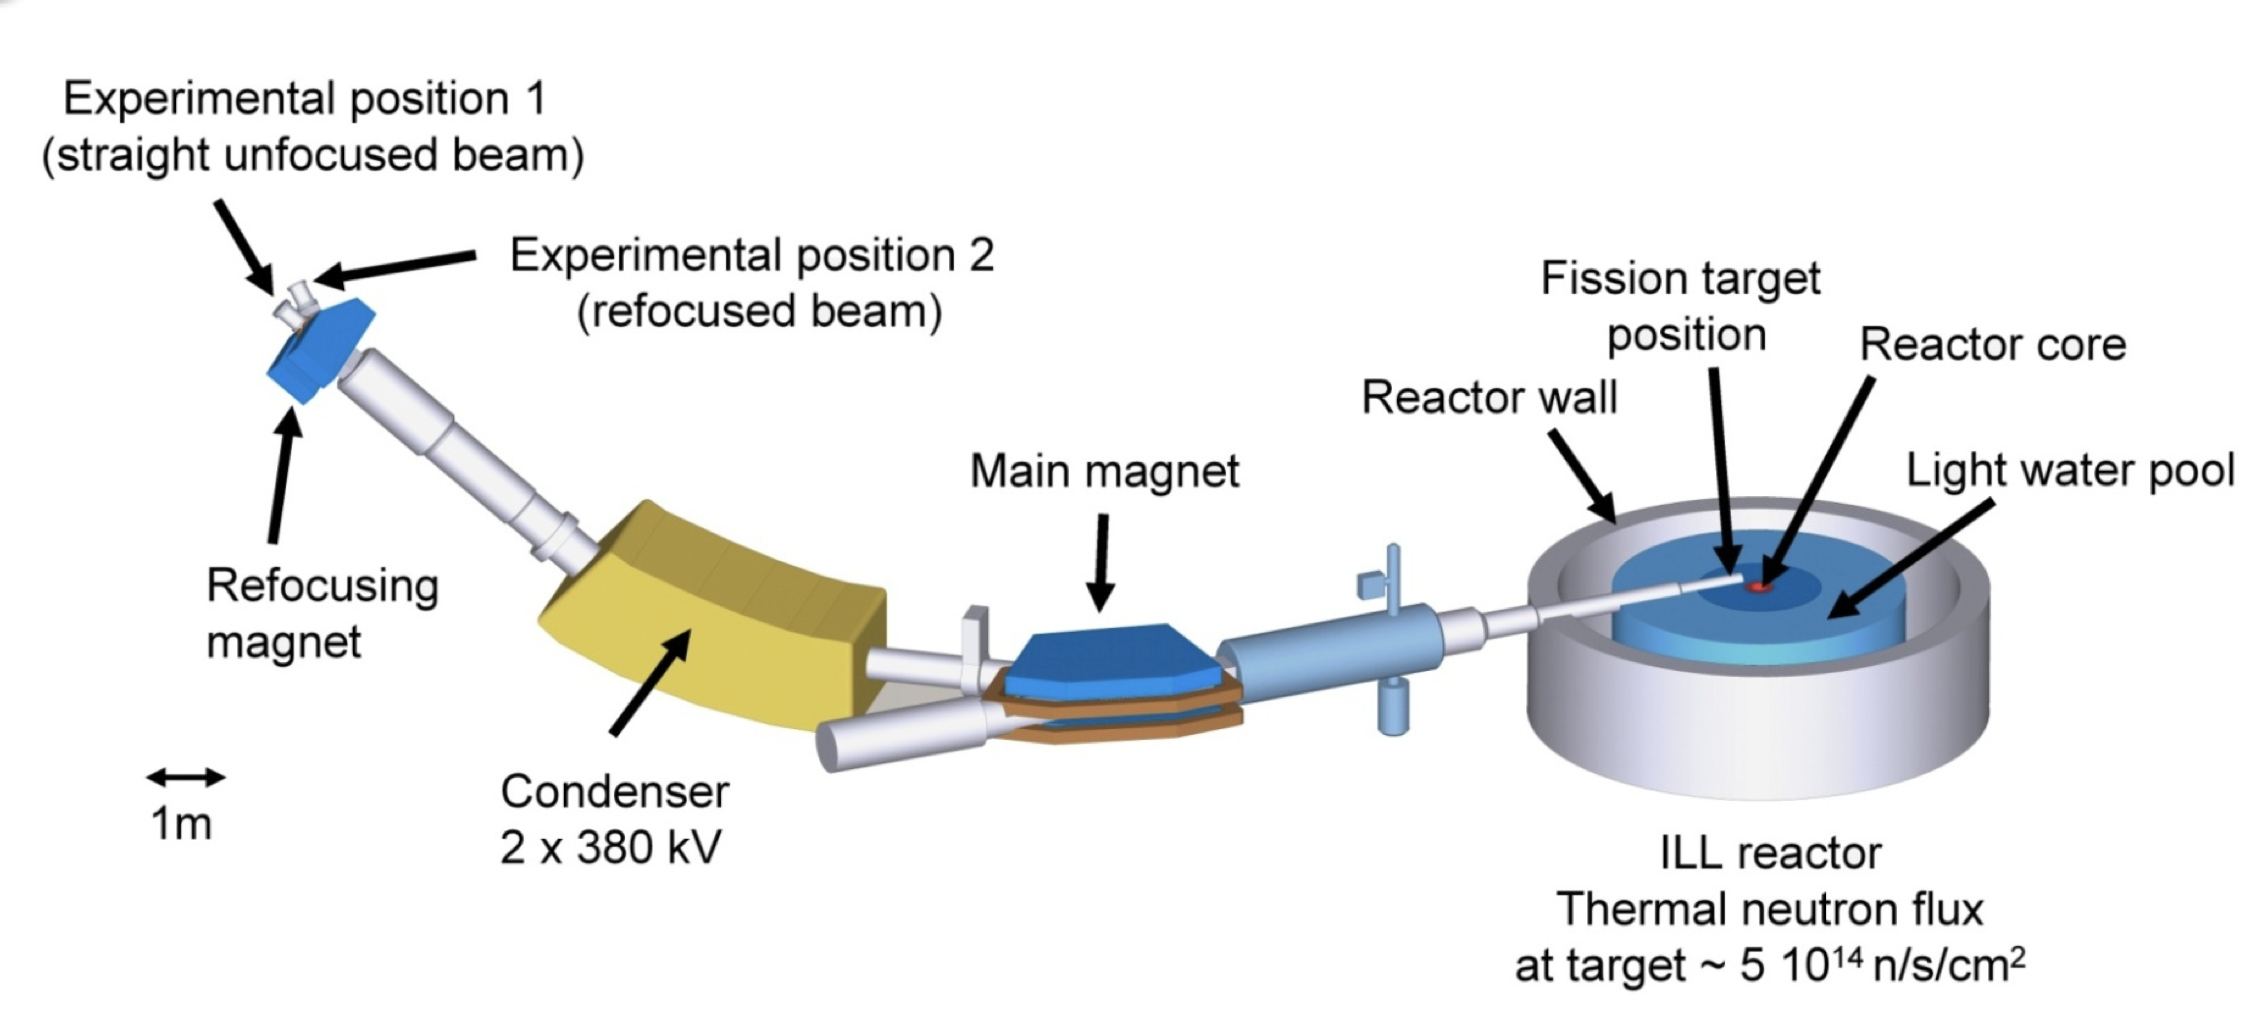 Experimental position 1
(straight unfocused beam)
Experimental position 2
(refocused beam)
Fission target
position
Reactor core
Reactor wall
Light water pool
Main magnet
Refocusing
magnet
Condenser
2 x 380 kV
1m
ILL reactor
Thermal neutron flux
at target ~ 5 10¹⁴ n/s/cm²